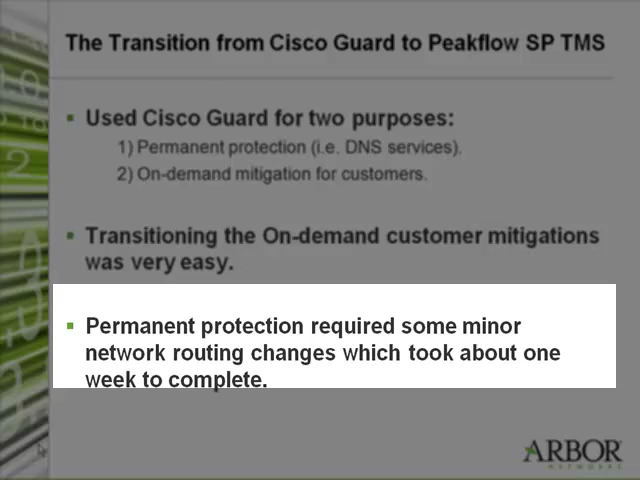 The Transition from Cisco Guard to Peakflow SP TMS
Used Cisco Guard for two purposes:
1) Permanent protection (i.e. DNS services).
2) On-demand mitigation for customers.
Transitioning the On-demand customer mitigations
was very easy.
Permanent protection required some minor
network routing changes which took about one
week to complete.
ARBOR
NETWORKS